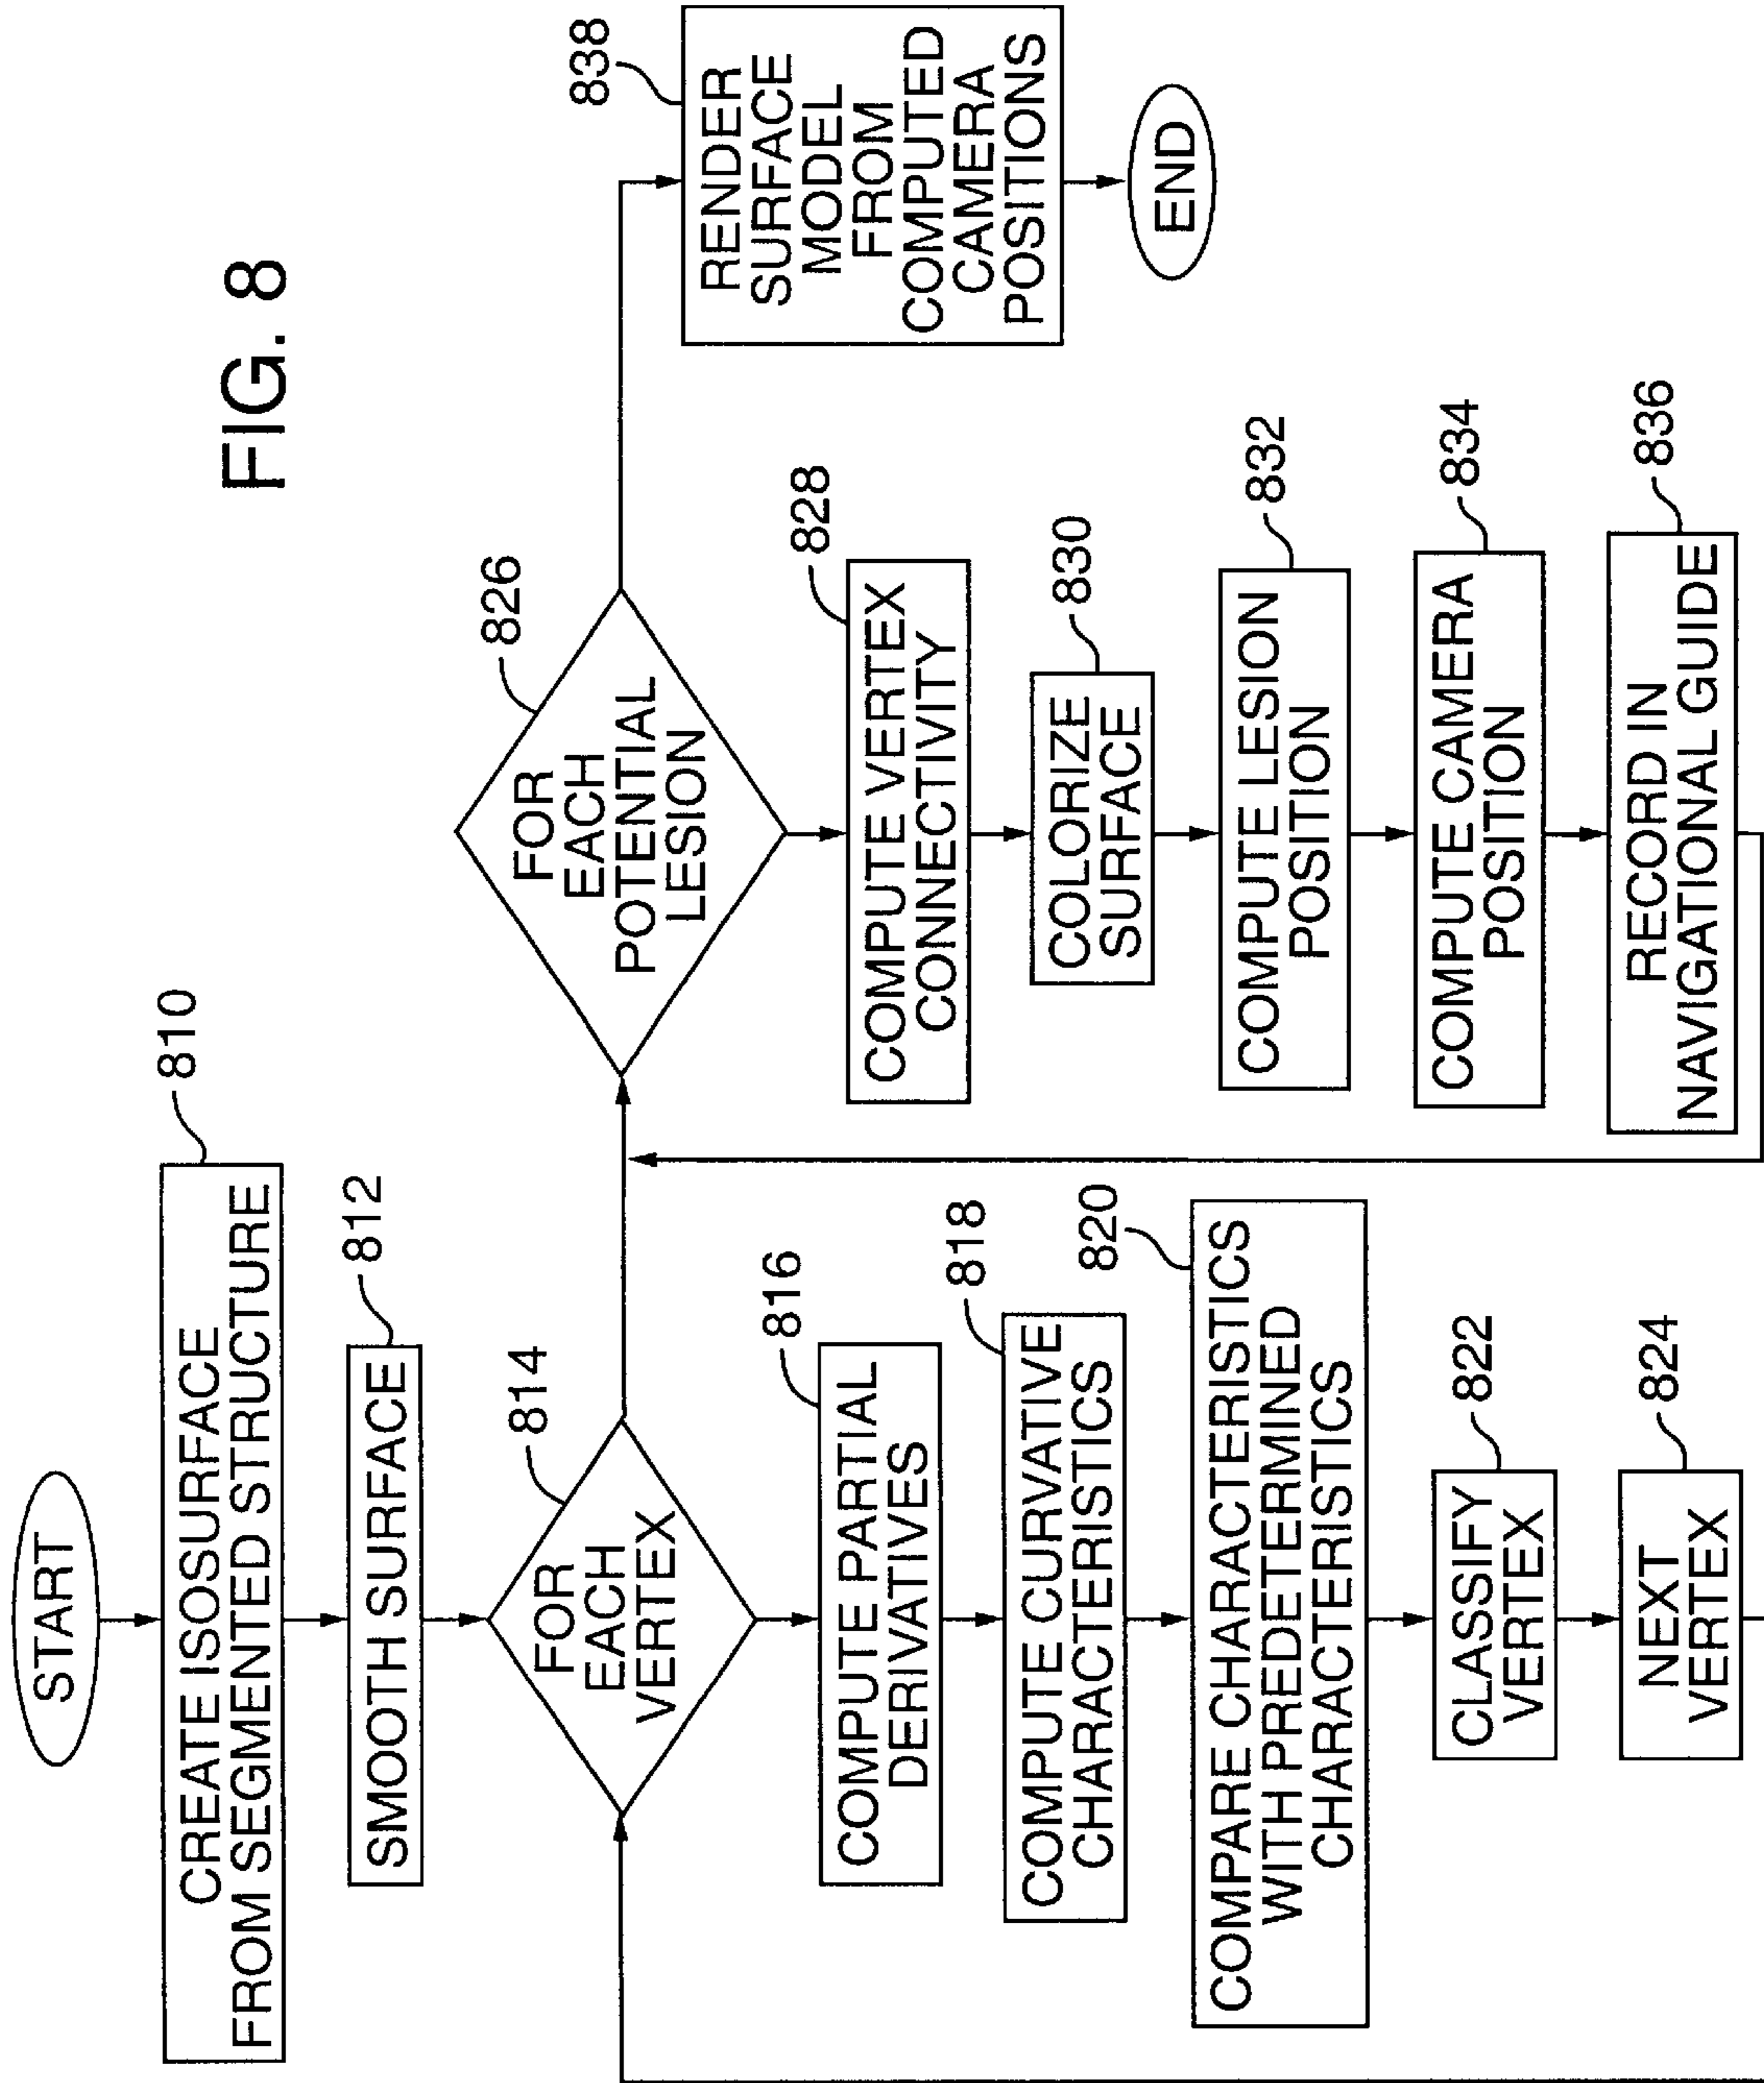 FIG. 8
START
810
CREATE ISOSURFACE
FROM SEGMENTED STRUCTURE
812
SMOOTH SURFACE
814
FOR
EACH
VERTEX
816
COMPUTE PARTIAL
DERIVATIVES
818
COMPUTE CURVATIVE
CHARACTERISTICS
820
COMPARE CHARACTERISTICS
WITH PREDETERMINED
CHARACTERISTICS
822
CLASSIFY
VERTEX
824
NEXT
VERTEX
826
FOR
EACH
POTENTIAL
LESION
828
COMPUTE VERTEX
CONNECTIVITY
830
COLORIZE
SURFACE
832
COMPUTE LESION
POSITION
834
COMPUTE CAMERA
POSITION
836
RECORD IN
NAVIGATIONAL GUIDE
838
RENDER
SURFACE
MODEL
FROM
COMPUTED
CAMERA
POSITIONS
END